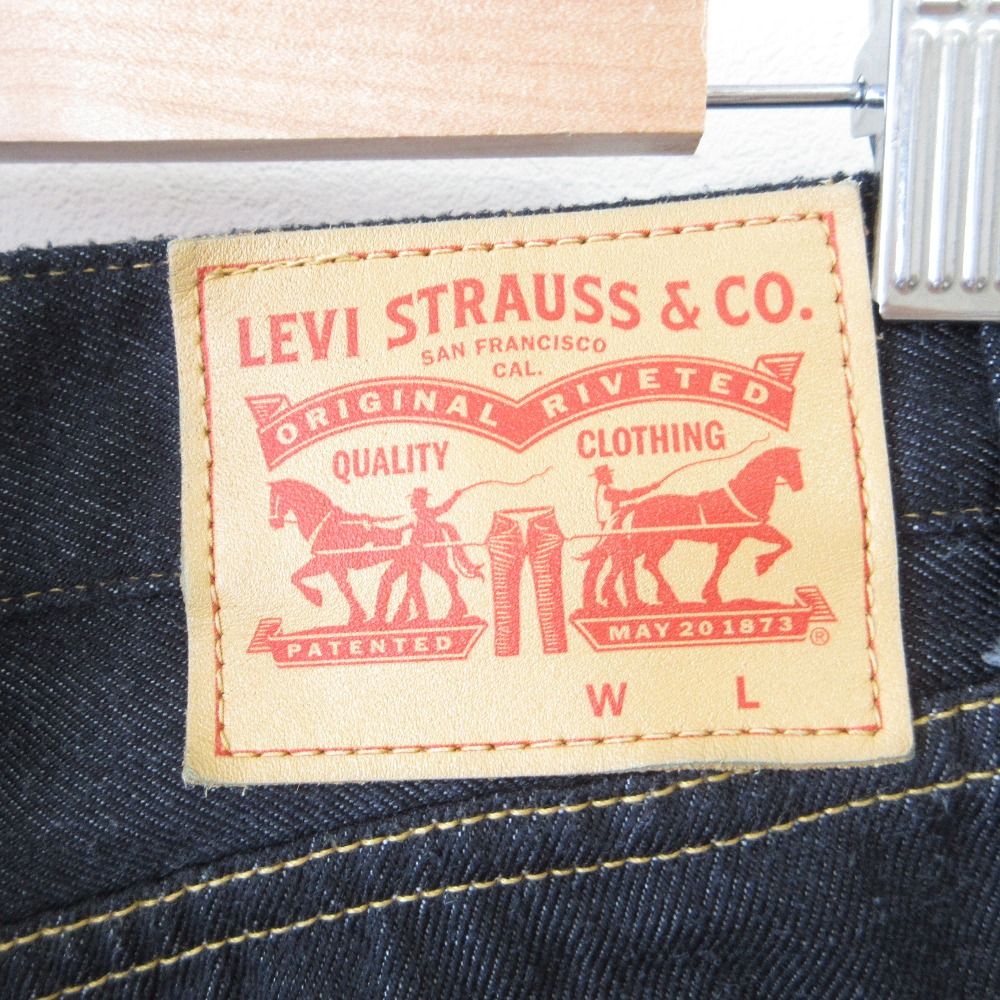 LEVI STRAUSS & CO.
SAN FRANCISCO
CAL.
ORIGINAL RIVETED
QUALITY CLOTHING
PATENTED MAY 20 1873 ®
W L